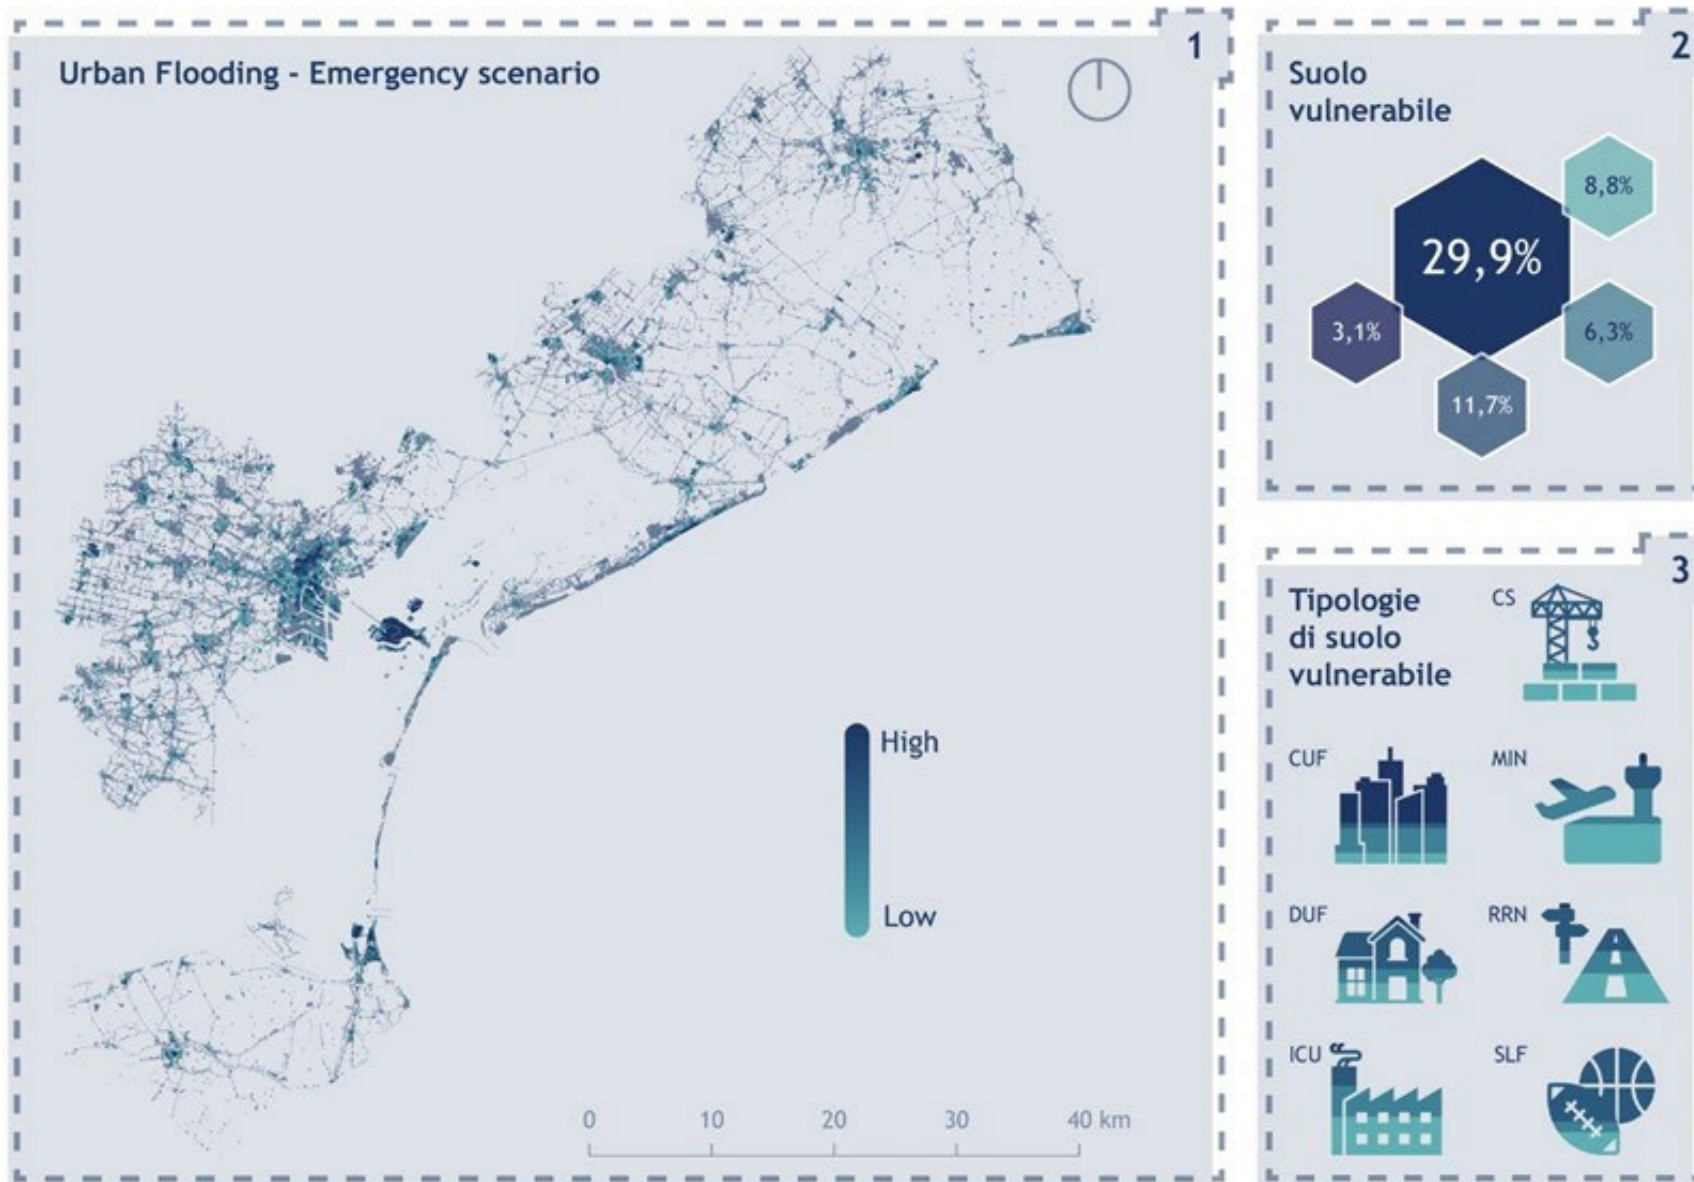 1
Urban Flooding - Emergency scenario
High
Low
0 10 20 30 40 km
2
Suolo
vulnerabile
8,8%
29,9%
3,1%
6,3%
11,7%
3
Tipologie
di suolo
vulnerabile
CS
CUF
MIN
DUF
RRN
ICU
SLF